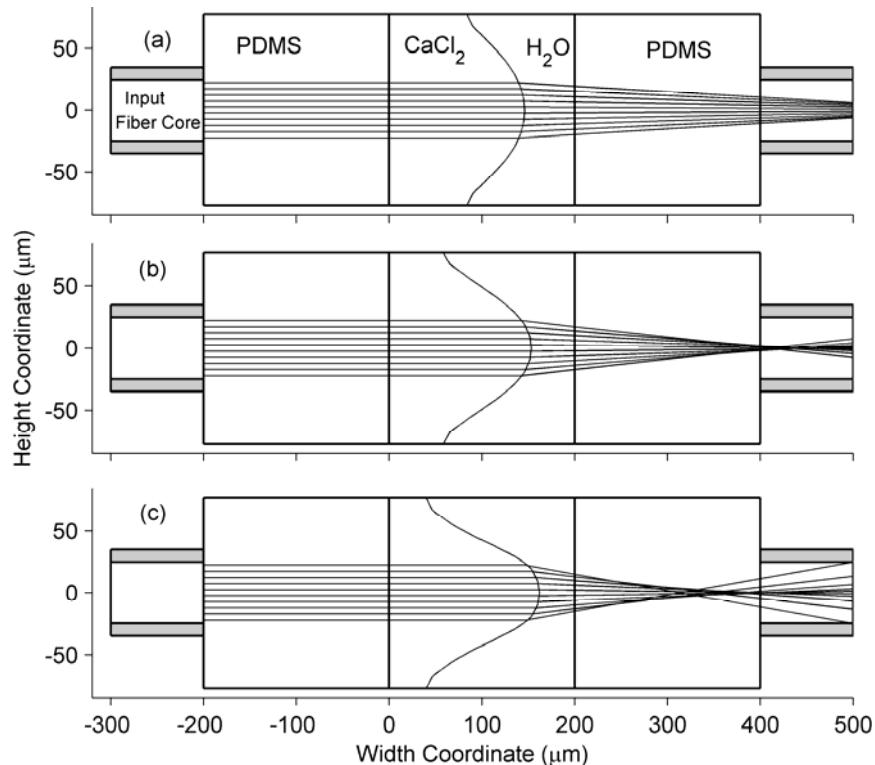 (a)
PDMS
CaCl₂
H₂O
PDMS
Input
Fiber Core
50
0
-50
(b)
50
0
-50
(c)
50
0
-50
Height Coordinate (μm)
-300 -200 -100 0 100 200 300 400 500
Width Coordinate (μm)